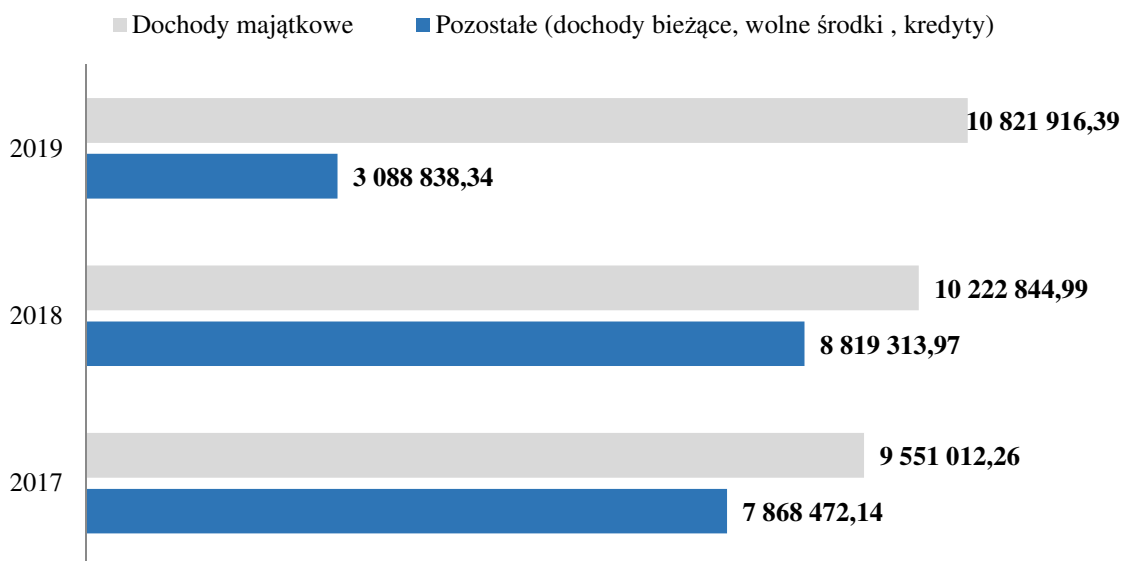 Dochody majątkowe Pozostałe (dochody bieżące, wolne środki , kredyty)
10 821 916,39
2019
3 088 838,34
10 222 844,99
2018
8 819 313,97
9 551 012,26
2017
7 868 472,14